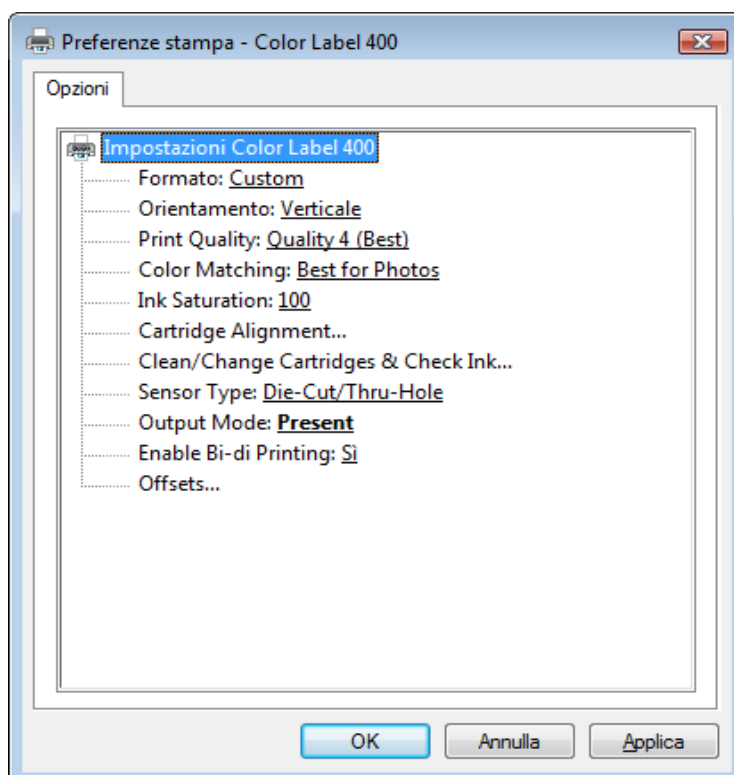 Preferenze stampa - Color Label 400
Opzioni
Impostazioni Color Label 400
Formato: Custom
Orientamento: Verticale
Print Quality: Quality 4 (Best)
Color Matching: Best for Photos
Ink Saturation: 100
Cartridge Alignment...
Clean/Change Cartridges & Check Ink...
Sensor Type: Die-Cut/Thru-Hole
Output Mode: Present
Enable Bi-di Printing: Sì
Offsets...
OK Annulla Applica